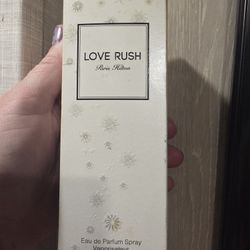 LOVE RUSH
Paris Hilton
Eau de Parfum Spray
Vaporisateur